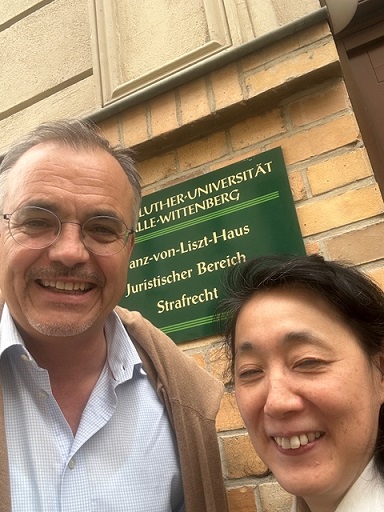 LUTHER-UNIVERSITÄT
LLE-WITTENBERG
anz-von-Liszt-Haus
Juristischer Bereich
Strafrecht